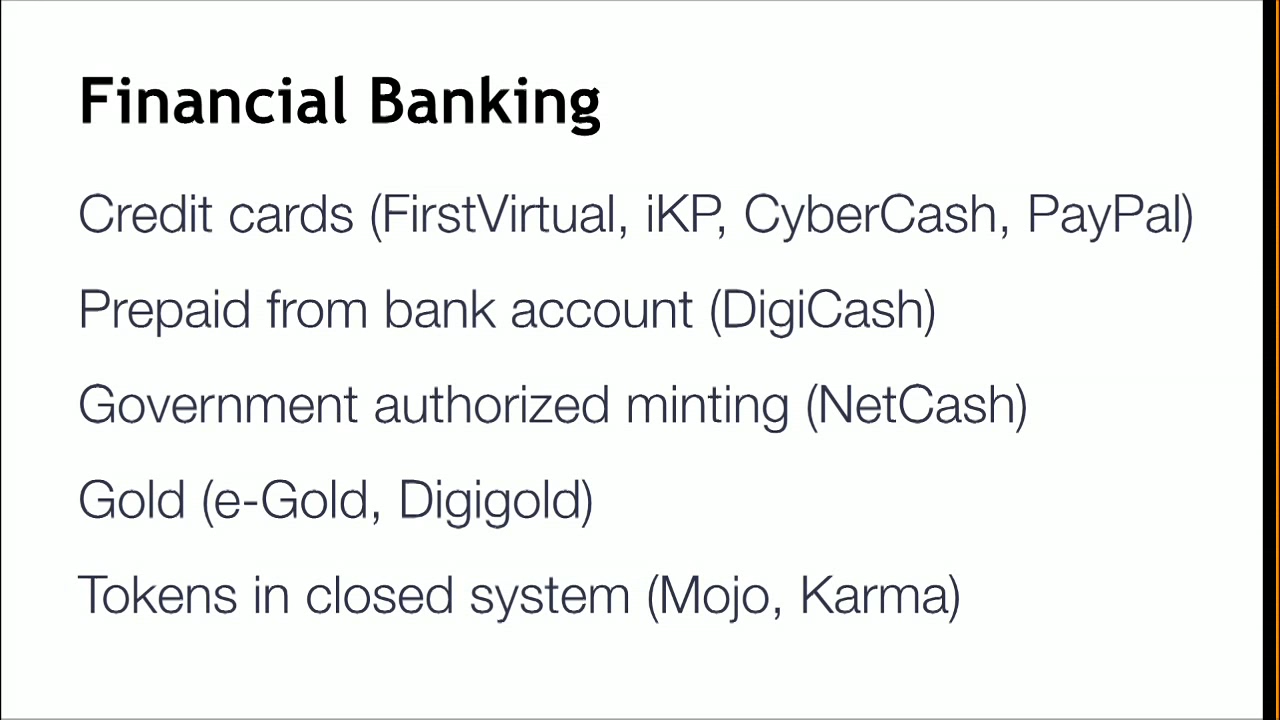 Financial Banking
Credit cards (FirstVirtual, iKP, CyberCash, PayPal)
Prepaid from bank account (DigiCash)
Government authorized minting (NetCash)
Gold (e-Gold, Digigold)
Tokens in closed system (Mojo, Karma)